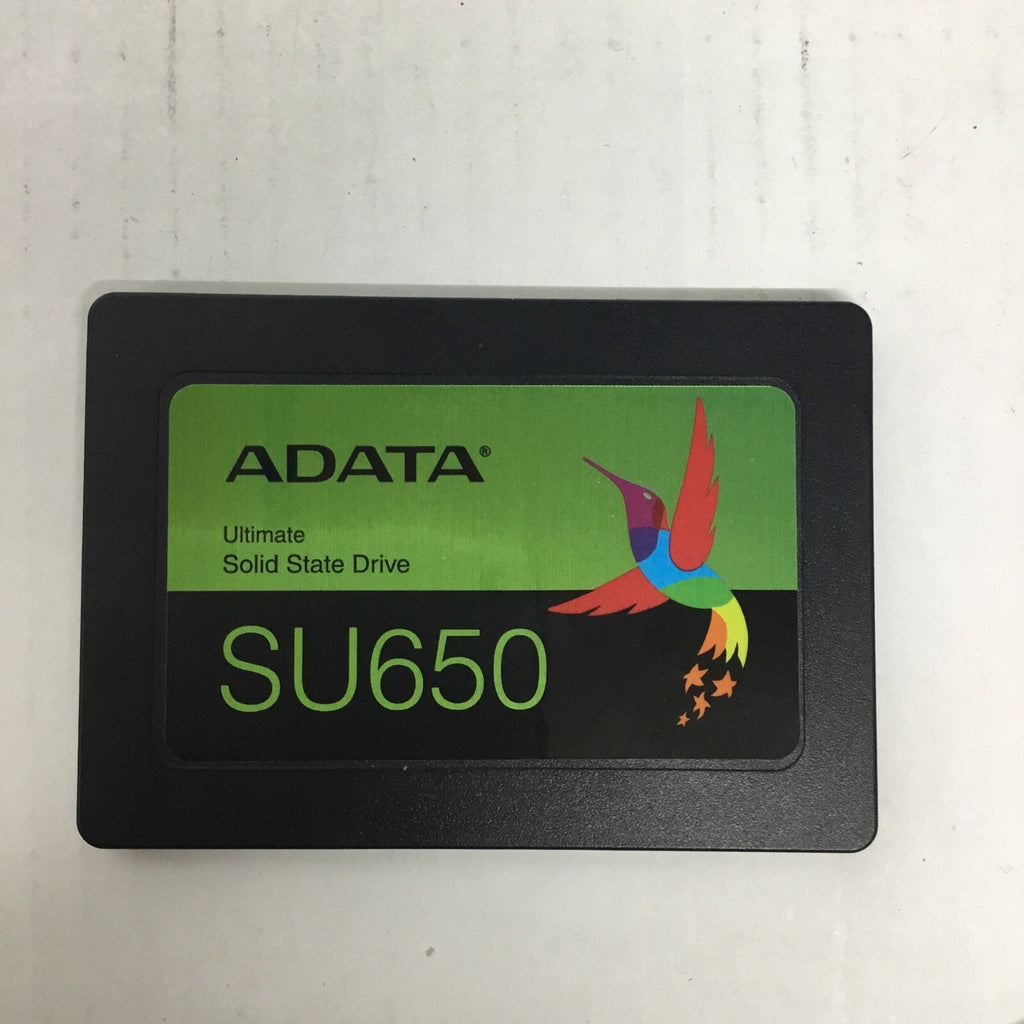 ADATA®
Ultimate
Solid State Drive
SU650